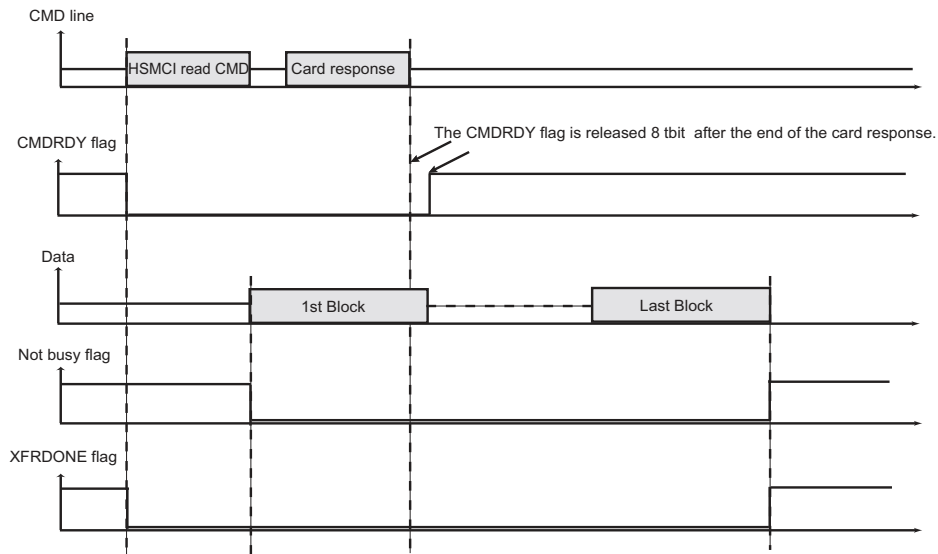 CMD line
HSMCI read CMD
Card response
The CMDRDY flag is released 8 tbit after the end of the card response.
CMDRDY flag
Data
1st Block
Last Block
Not busy flag
XFRDONE flag